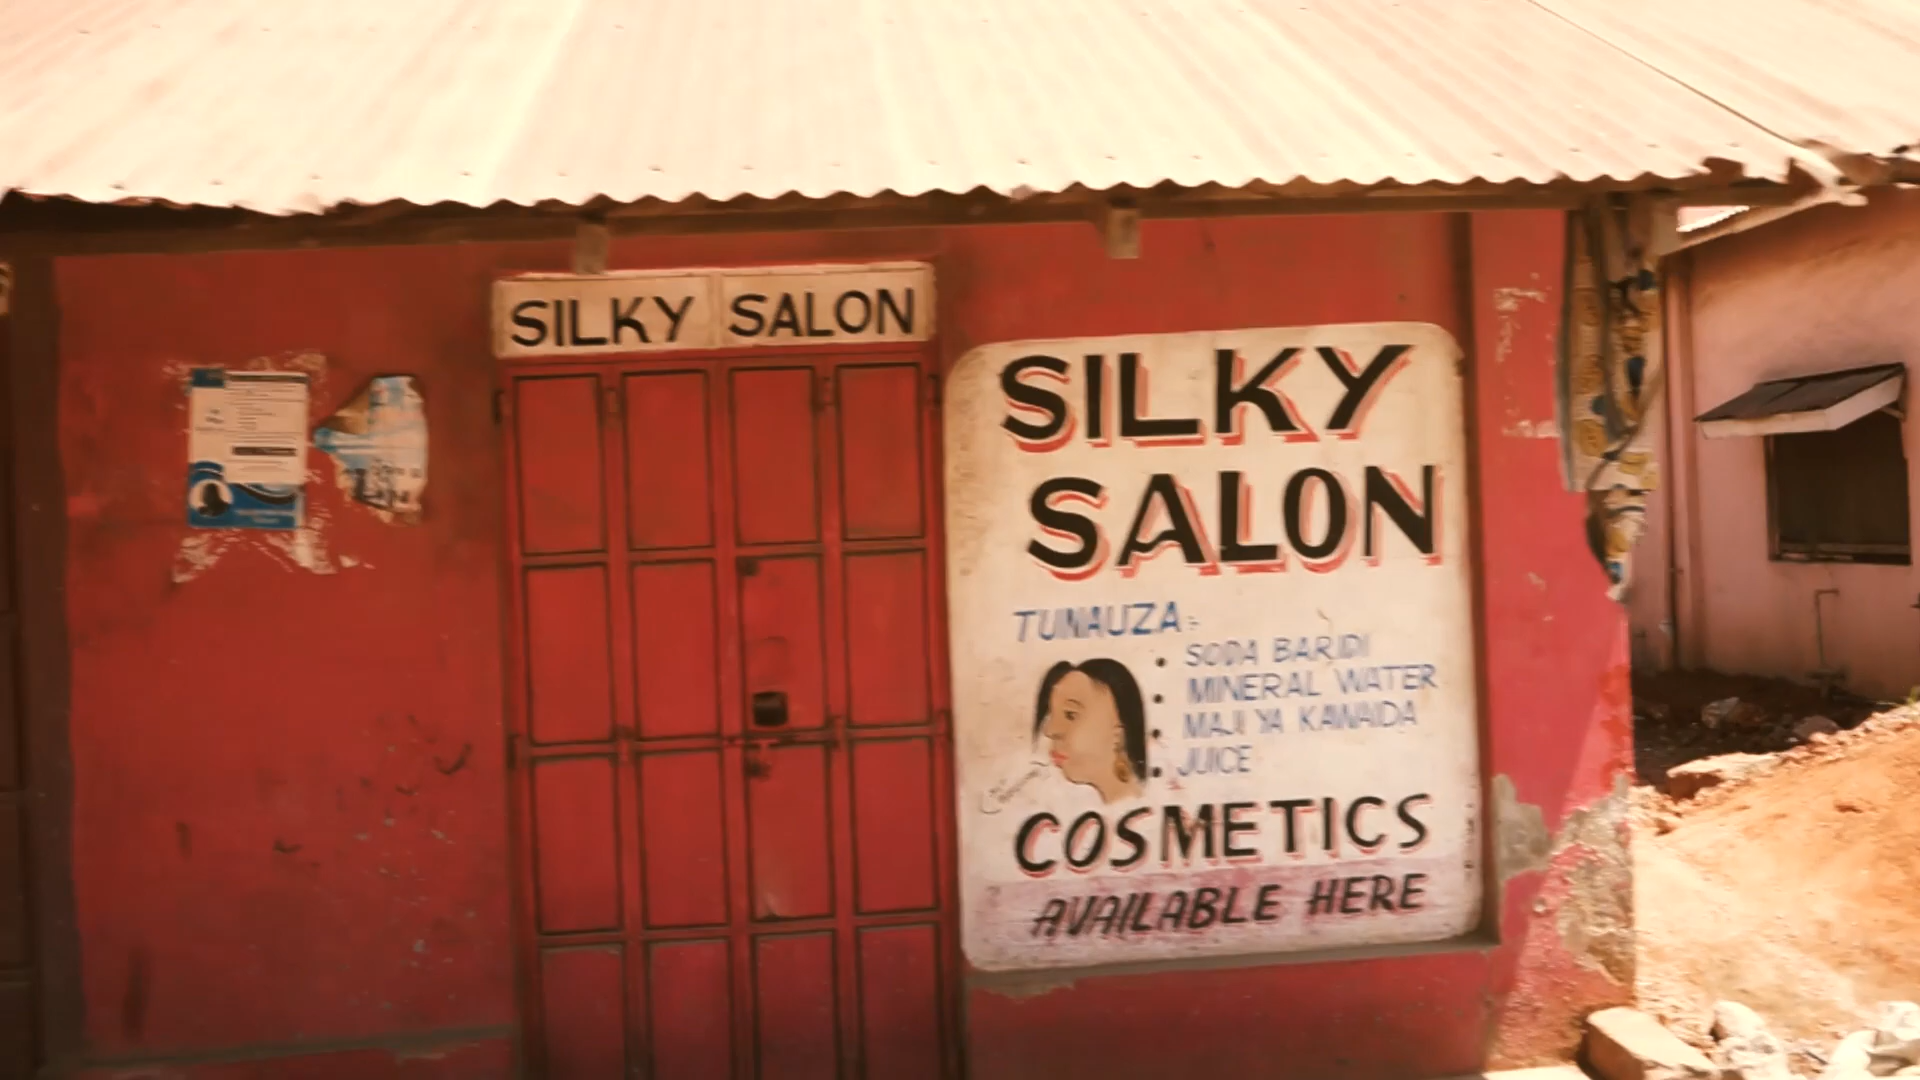 SILKY SALON
SILKY
SALON
TUNAUZA:-
• SODA BARIDI
• MINERAL WATER
• MAJI YA KAWAIDA
• JUICE
COSMETICS
AVAILABLE HERE